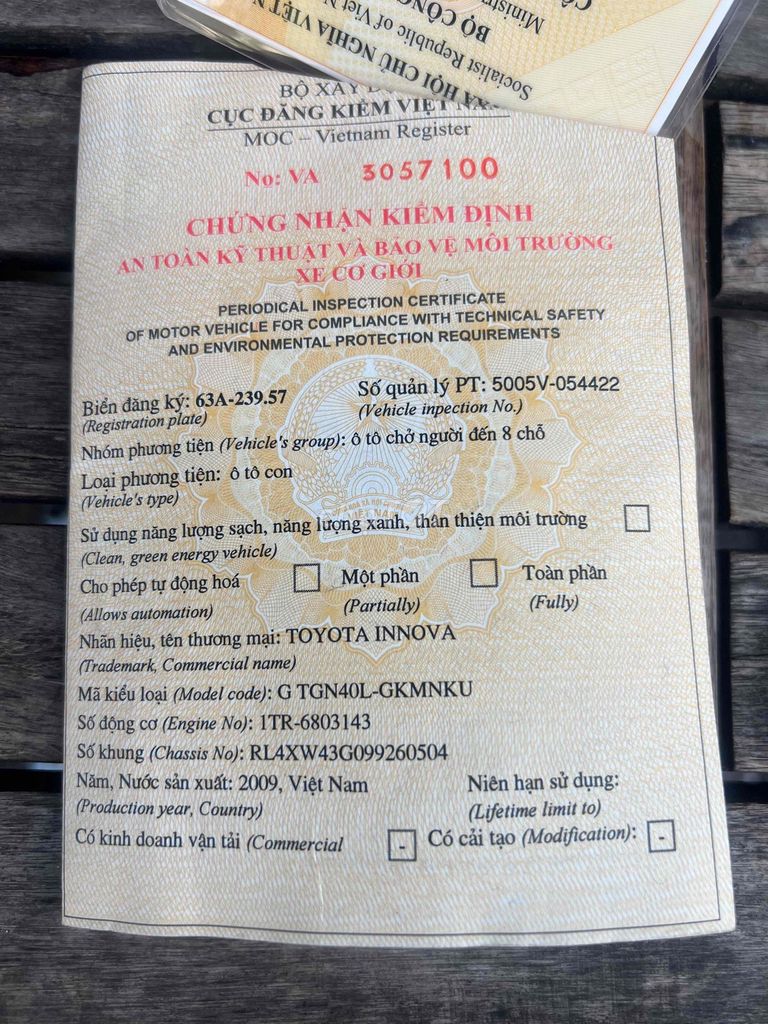 XÃ HỘI CHỦ NGHĨA VIỆT N
Socialist Republic of Viet N
BỘ CÔNG
Minist
BỘ XÂY
CỤC ĐĂNG KIỂM VIỆT NAM
MOC – Vietnam Register
No: VA 3057100
CHỨNG NHẬN KIỂM ĐỊNH
AN TOÀN KỸ THUẬT VÀ BẢO VỆ MÔI TRƯỜNG
XE CƠ GIỚI
PERIODICAL INSPECTION CERTIFICATE
OF MOTOR VEHICLE FOR COMPLIANCE WITH TECHNICAL SAFETY
AND ENVIRONMENTAL PROTECTION REQUIREMENTS
Biển đăng ký: 63A-239.57 Số quản lý PT: 5005V-054422
(Registration plate) (Vehicle inpection No.)
Nhóm phương tiện (Vehicle's group): ô tô chở người đến 8 chỗ
Loại phương tiện: ô tô con
(Vehicle's type)
Sử dụng năng lượng sạch, năng lượng xanh, thân thiện môi trường
(Clean, green energy vehicle)
Cho phép tự động hoá Một phần Toàn phần
(Allows automation) (Partially) (Fully)
Nhãn hiệu, tên thương mại: TOYOTA INNOVA
(Trademark, Commercial name)
Mã kiểu loại (Model code): G TGN40L-GKMNKU
Số động cơ (Engine No): 1TR-6803143
Số khung (Chassis No): RL4XW43G099260504
Năm, Nước sản xuất: 2009, Việt Nam Niên hạn sử dụng:
(Production year, Country) (Lifetime limit to)
Có kinh doanh vận tải (Commercial - Có cải tạo (Modification): -